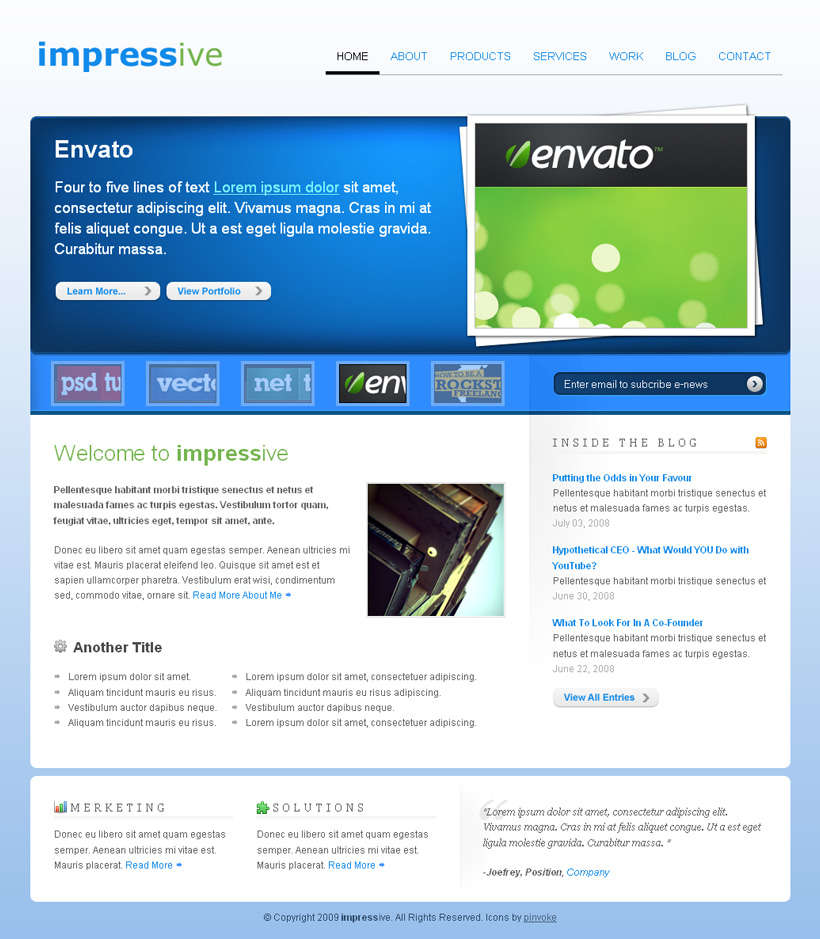 impressive
HOME ABOUT PRODUCTS SERVICES WORK BLOG CONTACT
Envato
Four to five lines of text Lorem ipsum dolor sit amet,
consectetur adipiscing elit. Vivamus magna. Cras in mi at
felis aliquet congue. Ut a est eget ligula molestie gravida.
Curabitur massa.
Learn More... View Portfolio
envato™
psd tu
vecto
net t
env
HOW TO BE A
ROCKST
FREELANC
Enter email to subcribe e-news
Welcome to impressive
Pellentesque habitant morbi tristique senectus et netus et
malesuada fames ac turpis egestas. Vestibulum tortor quam,
feugiat vitae, ultricies eget, tempor sit amet, ante.
Donec eu libero sit amet quam egestas semper. Aenean ultricies mi
vitae est. Mauris placerat eleifend leo. Quisque sit amet est et
sapien ullamcorper pharetra. Vestibulum erat wisi, condimentum
sed, commodo vitae, ornare sit. Read More About Me
Another Title
Lorem ipsum dolor sit amet.
Aliquam tincidunt mauris eu risus.
Vestibulum auctor dapibus neque.
Aliquam tincidunt mauris eu risus.
Lorem ipsum dolor sit amet, consectetuer adipiscing.
Aliquam tincidunt mauris eu risus adipiscing.
Vestibulum auctor dapibus neque.
Lorem ipsum dolor sit amet, consectetuer adipiscing.
INSIDE THE BLOG
Putting the Odds in Your Favour
Pellentesque habitant morbi tristique senectus et
netus et malesuada fames ac turpis egestas.
July 03, 2008
Hypothetical CEO - What Would YOU Do with
YouTube?
Pellentesque habitant morbi tristique senectus et
June 30, 2008
What To Look For In A Co-Founder
Pellentesque habitant morbi tristique senectus et
netus et malesuada fames ac turpis egestas.
June 22, 2008
View All Entries
MERKETING
Donec eu libero sit amet quam egestas
semper. Aenean ultricies mi vitae est.
Mauris placerat. Read More
SOLUTIONS
Donec eu libero sit amet quam egestas
semper. Aenean ultricies mi vitae est.
Mauris placerat. Read More
"Lorem ipsum dolor sit amet, consectetur adipiscing elit.
Vivamus magna. Cras in mi at felis aliquet congue. Ut a est eget
ligula molestie gravida. Curabitur massa. "
-Joefrey, Position, Company
© Copyright 2009 impressive. All Rights Reserved. Icons by pinvoke